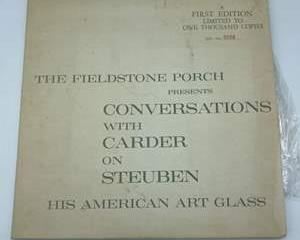 A
FIRST EDITION
LIMITED TO
ONE THOUSAND COPIES
THE FIELDSTONE PORCH
PRESENTS
CONVERSATIONS
WITH
CARDER
ON
STEUBEN
HIS AMERICAN ART GLASS